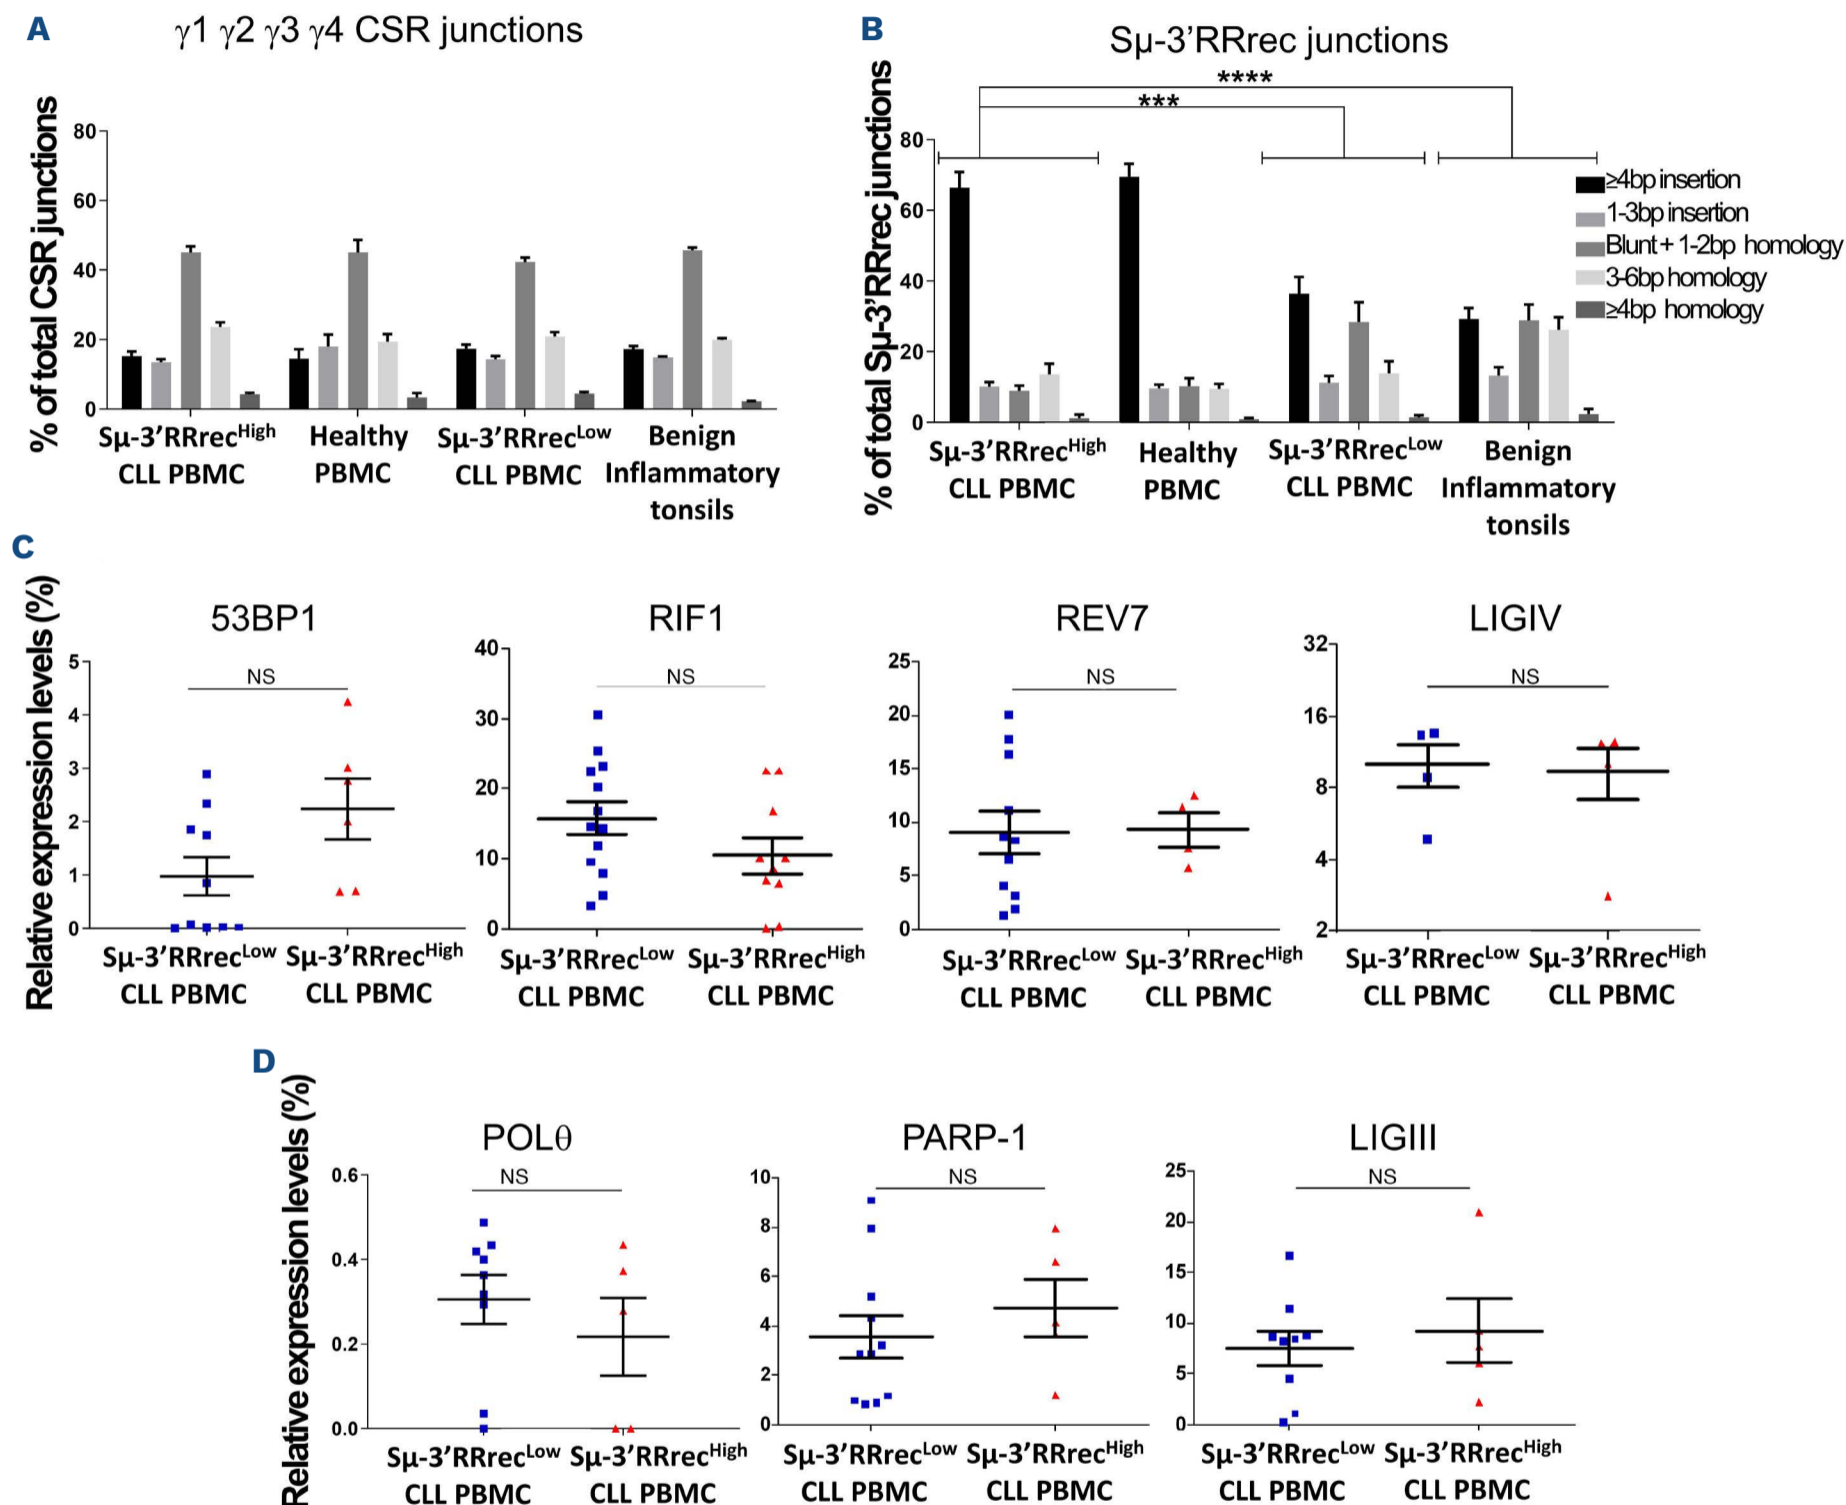 A
γ1 γ2 γ3 γ4 CSR junctions
% of total CSR junctions
80
60
40
20
0
Sμ-3'RRrecHigh
CLL PBMC
Healthy
PBMC
Sμ-3'RRrecLow
CLL PBMC
Benign
Inflammatory
tonsils
B
Sμ-3'RRrec junctions
****
***
% of total Sμ-3'RRrec junctions
80
60
40
20
0
Sμ-3'RRrecHigh
CLL PBMC
Healthy
PBMC
Sμ-3'RRrecLow
CLL PBMC
Benign
Inflammatory
tonsils
≥4bp insertion
1-3bp insertion
Blunt + 1-2bp homology
3-6bp homology
≥4bp homology
C
Relative expression levels (%)
53BP1
NS
5
4
3
2
1
0
Sμ-3'RRrecLow
CLL PBMC
Sμ-3'RRrecHigh
CLL PBMC
RIF1
NS
40
30
20
10
0
Sμ-3'RRrecLow
CLL PBMC
Sμ-3'RRrecHigh
CLL PBMC
REV7
NS
25
20
15
10
5
0
Sμ-3'RRrecLow
CLL PBMC
Sμ-3'RRrecHigh
CLL PBMC
LIGIV
NS
32
16
8
4
2
Sμ-3'RRrecLow
CLL PBMC
Sμ-3'RRrecHigh
CLL PBMC
D
Relative expression levels (%)
POLθ
NS
0.6
0.4
0.2
0.0
Sμ-3'RRrecLow
CLL PBMC
Sμ-3'RRrecHigh
CLL PBMC
PARP-1
NS
10
8
6
4
2
0
Sμ-3'RRrecLow
CLL PBMC
Sμ-3'RRrecHigh
CLL PBMC
LIGIII
NS
25
20
15
10
5
0
Sμ-3'RRrecLow
CLL PBMC
Sμ-3'RRrecHigh
CLL PBMC